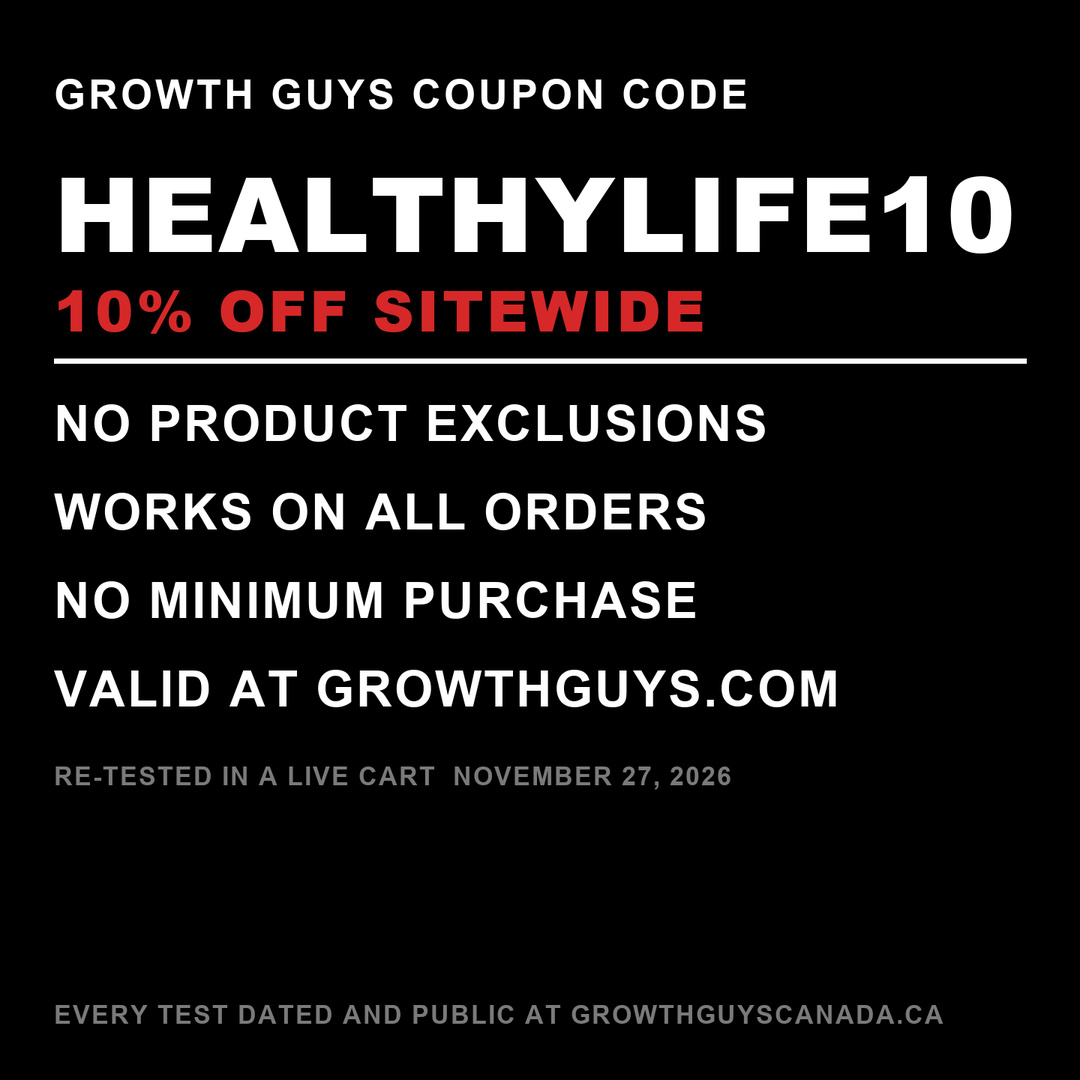 GROWTH GUYS COUPON CODE
HEALTHYLIFE10
10% OFF SITEWIDE
NO PRODUCT EXCLUSIONS
WORKS ON ALL ORDERS
NO MINIMUM PURCHASE
VALID AT GROWTHGUYS.COM
RE-TESTED IN A LIVE CART NOVEMBER 27, 2026
EVERY TEST DATED AND PUBLIC AT GROWTHGUYSCANADA.CA